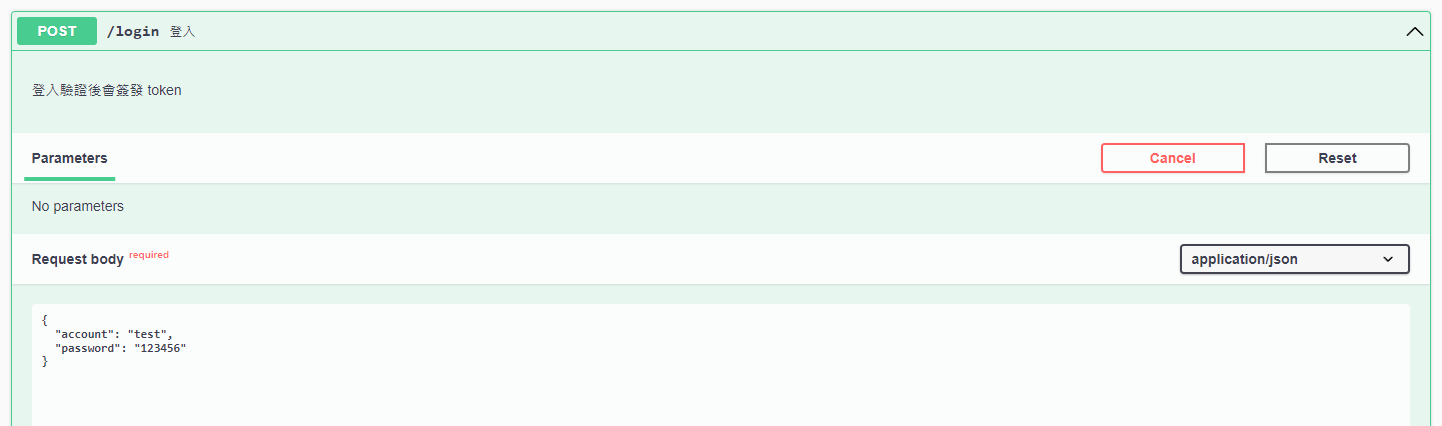 POST /login 登入
登入驗證後會簽發 token
Parameters Cancel Reset
No parameters
Request body required application/json
{
  "account": "test",
  "password": "123456"
}